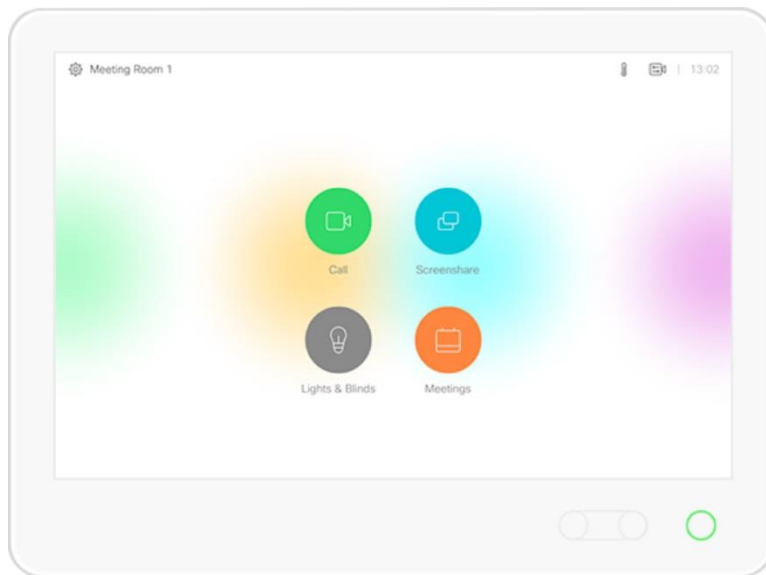 Meeting Room 1
13:02
Call
Screenshare
Lights & Blinds
Meetings